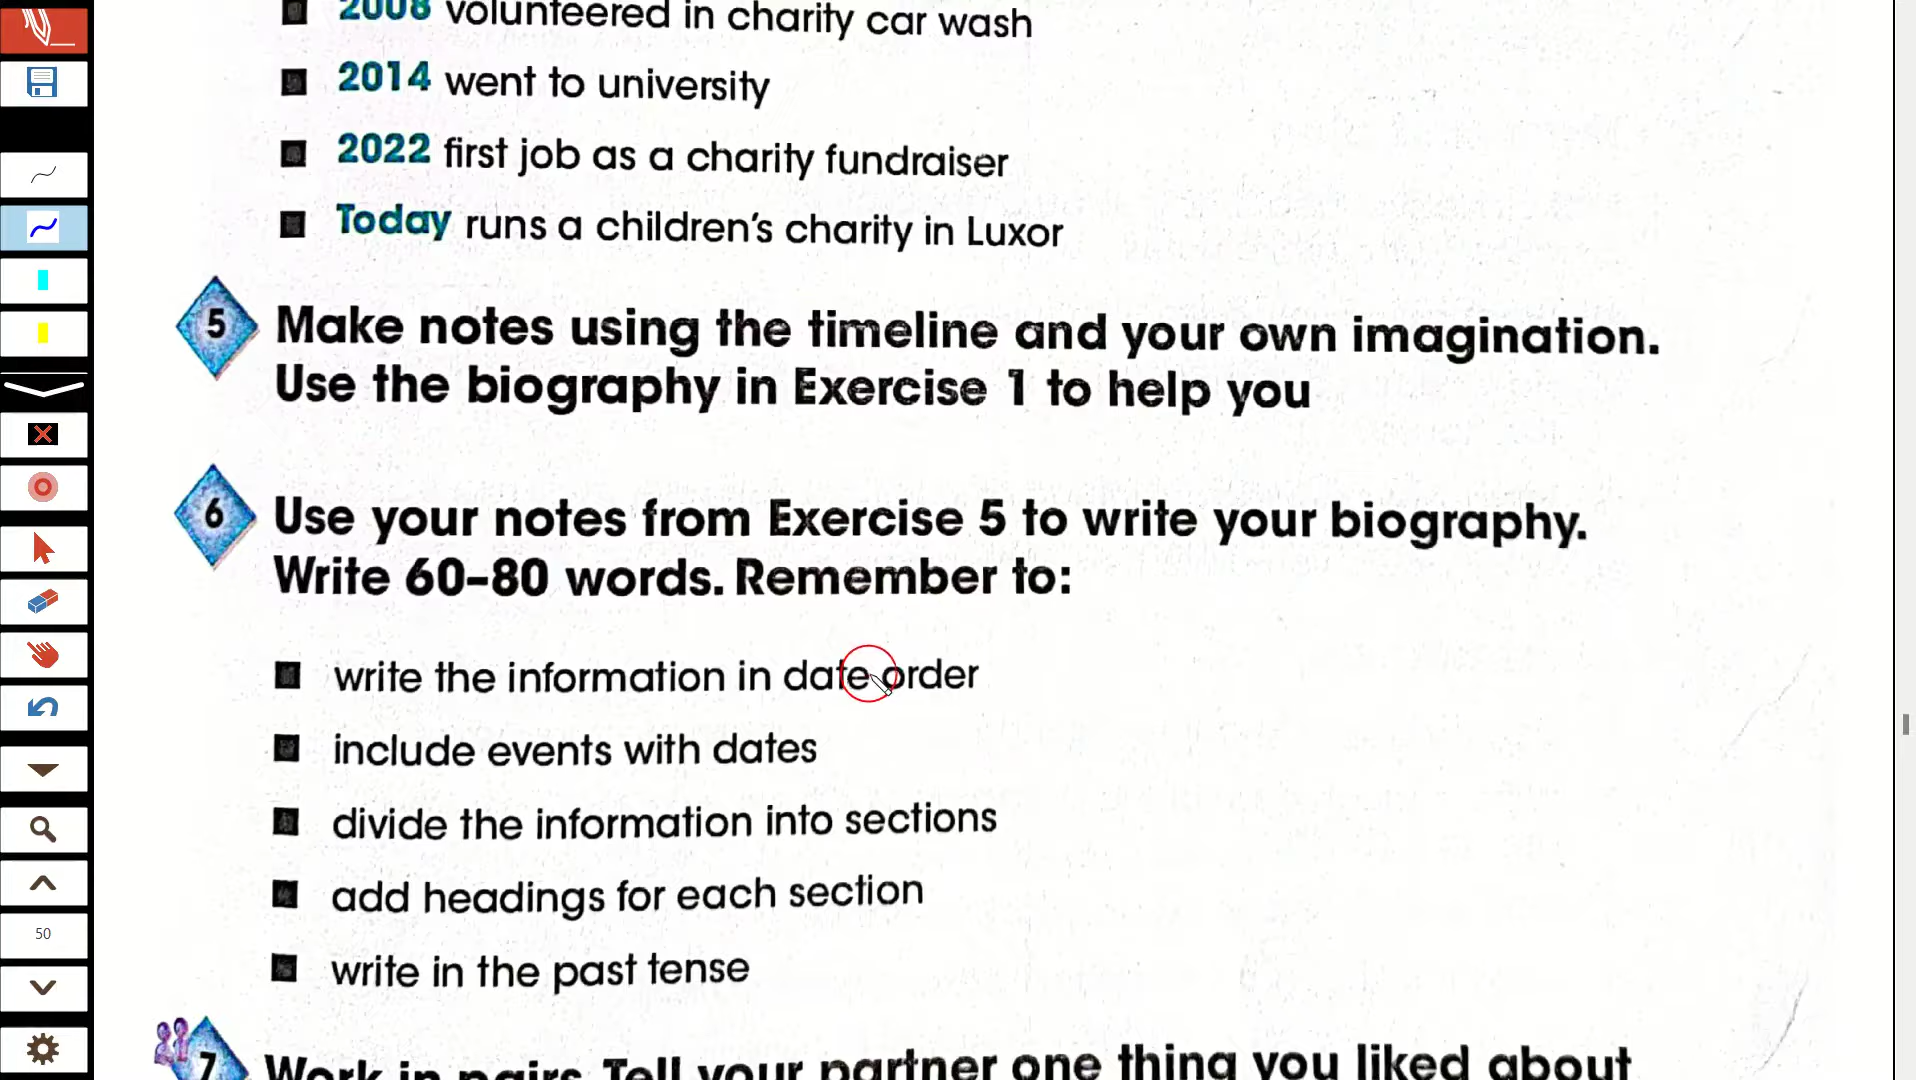 2008 volunteered in charity car wash
2014 went to university
2022 first job as a charity fundraiser
Today runs a children's charity in Luxor
5 Make notes using the timeline and your own imagination.
Use the biography in Exercise 1 to help you
6 Use your notes from Exercise 5 to write your biography.
Write 60–80 words. Remember to:
write the information in date order
include events with dates
divide the information into sections
add headings for each section
50
write in the past tense
7 Work in pairs. Tell your partner one thing you liked about